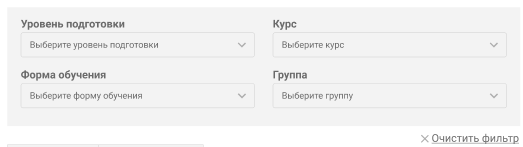 Уровень подготовки
Выберите уровень подготовки
Курс
Выберите курс
Форма обучения
Выберите форму обучения
Группа
Выберите группу
Очистить фильтр